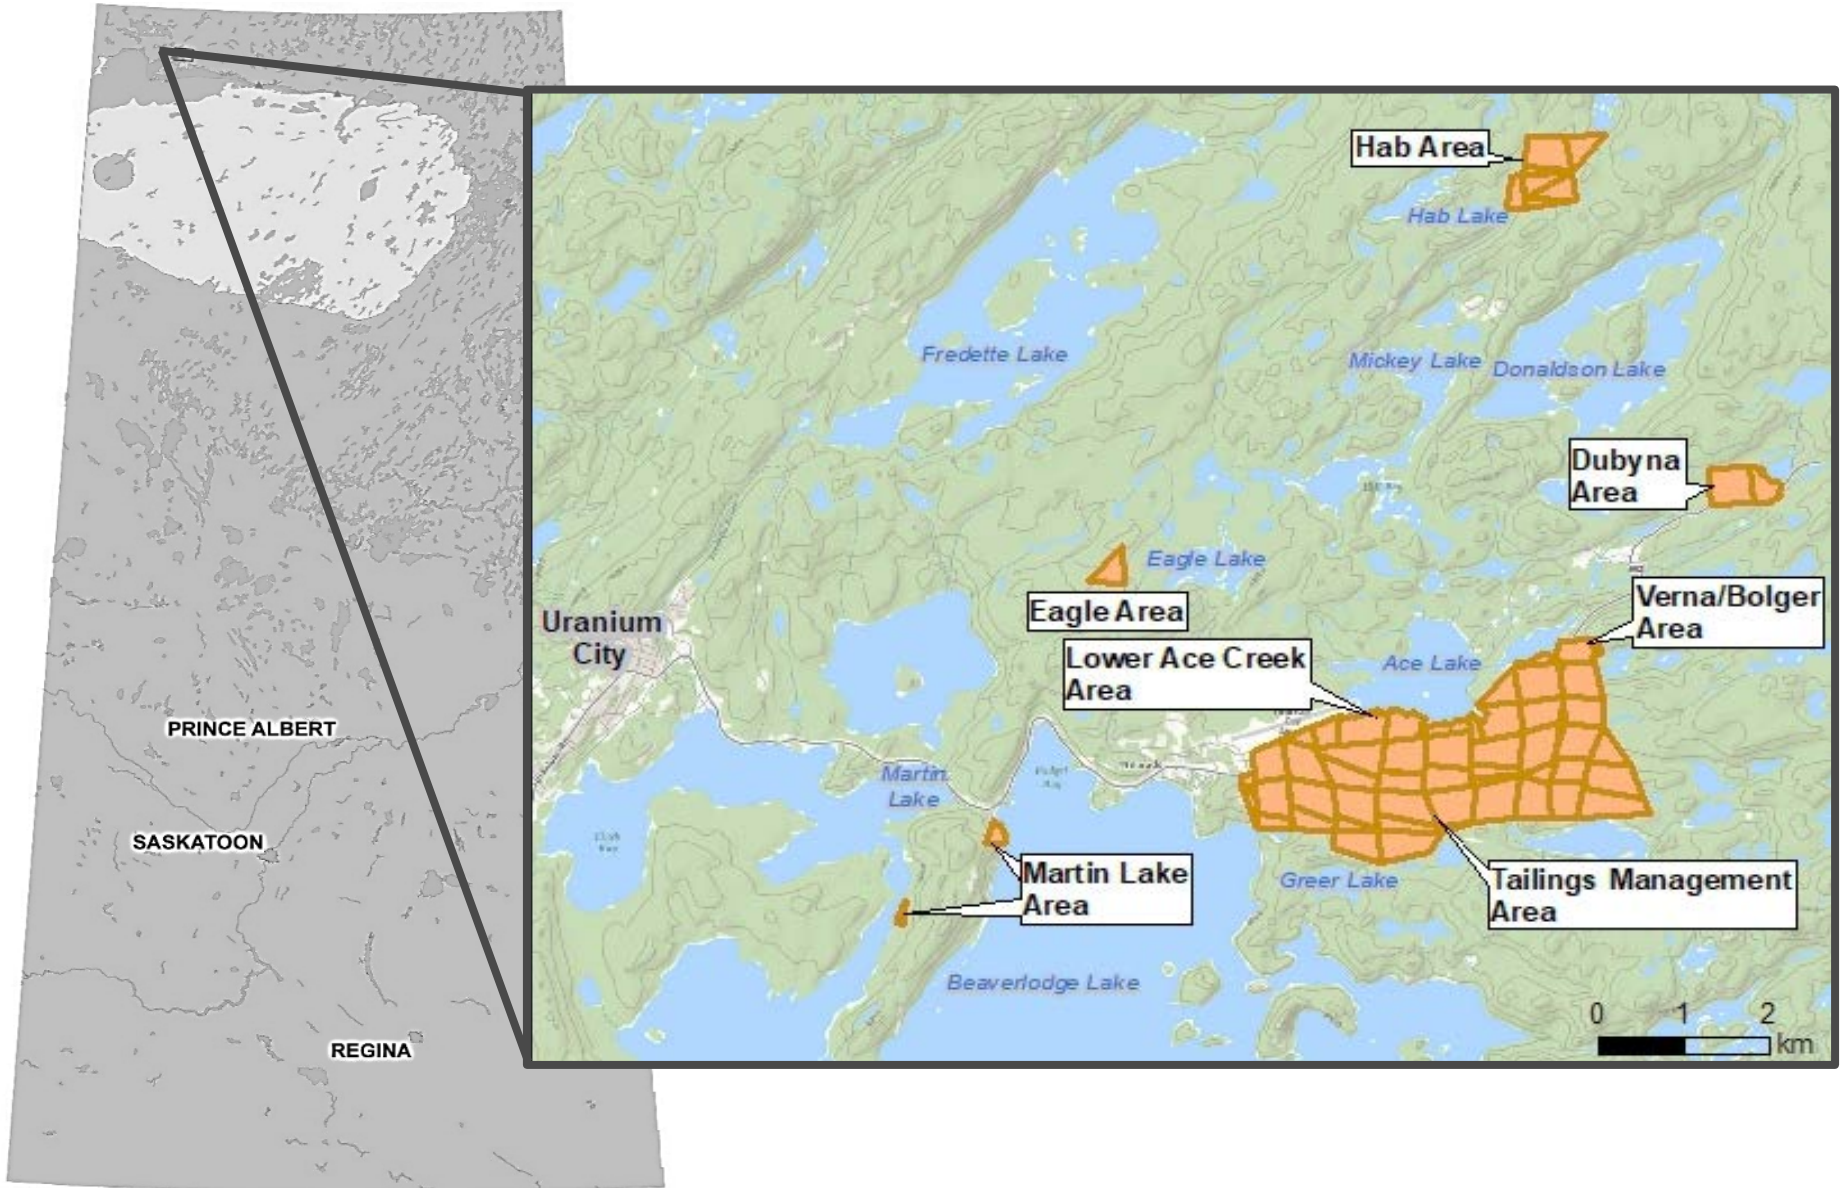 Hab Area
Hab Lake
Fredette Lake
Mickey Lake
Donaldson Lake
Dubyna
Area
Eagle Lake
Eagle Area
Verna/Bolger
Area
Uranium
City
Lower Ace Creek
Area
Ace Lake
PRINCE ALBERT
Martin
Lake
SASKATOON
Martin Lake
Area
Greer Lake
Tailings Management
Area
Beaverlodge Lake
REGINA
0 1 2
km